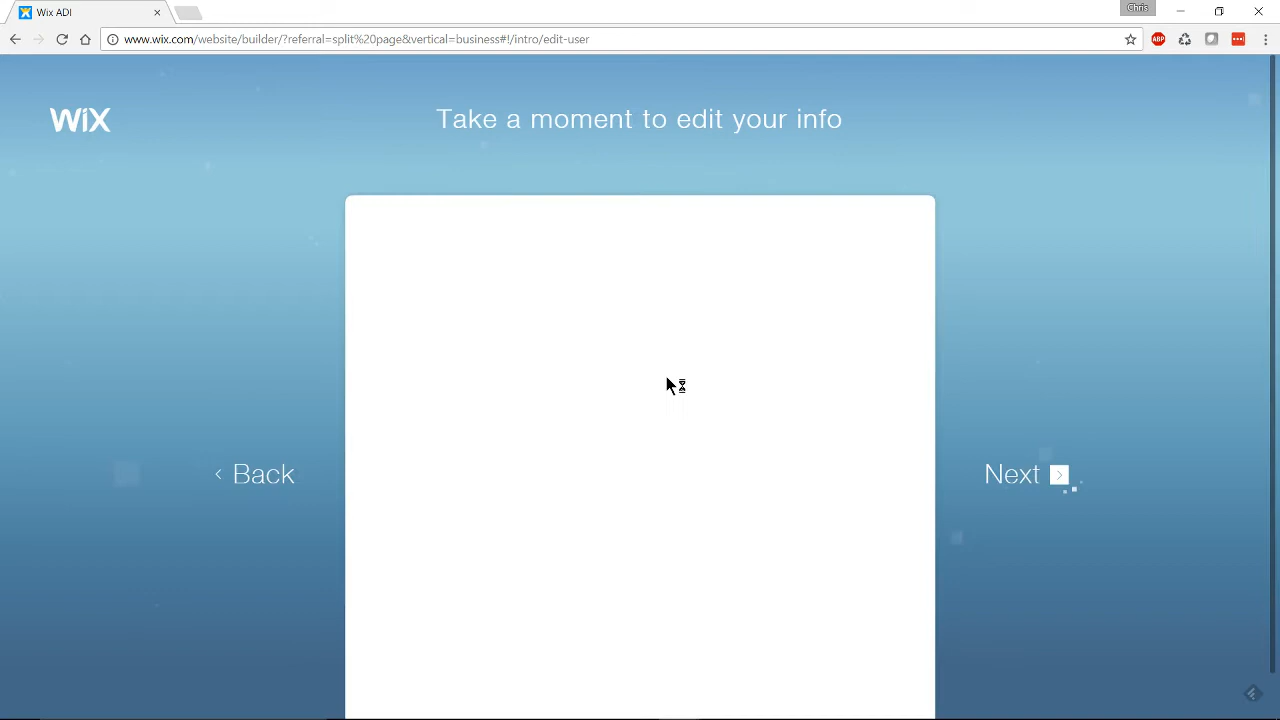 Wix ADI
Chris
www.wix.com/website/builder/?referral=split%20page&vertical=business#!/intro/edit-user
ABP
WiX
Take a moment to edit your info
Back
Next